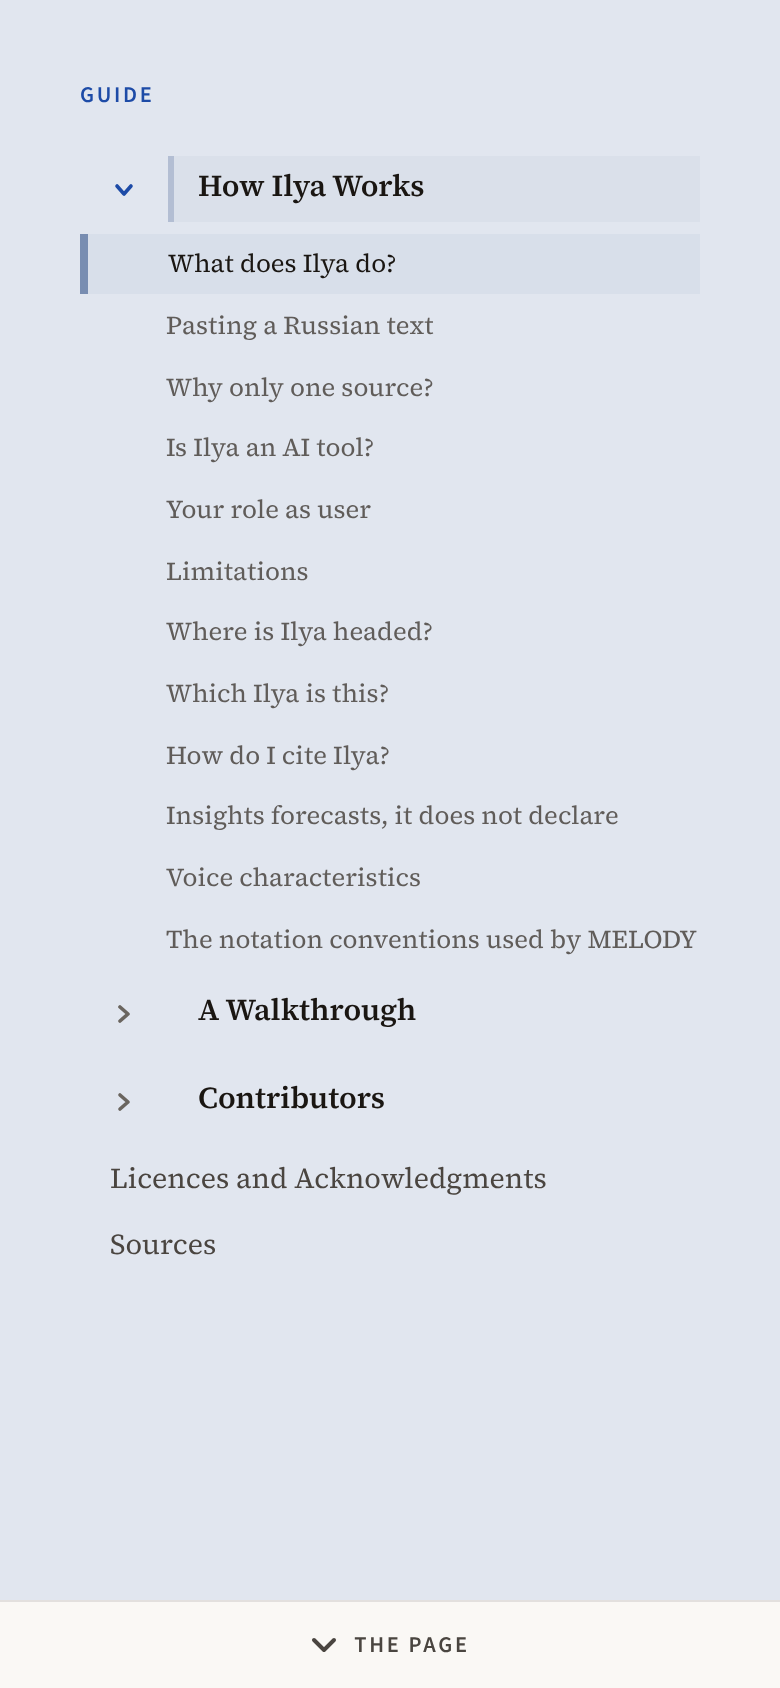 GUIDE
How Ilya Works
What does Ilya do?
Pasting a Russian text
Why only one source?
Is Ilya an AI tool?
Your role as user
Limitations
Where is Ilya headed?
Which Ilya is this?
How do I cite Ilya?
Insights forecasts, it does not declare
Voice characteristics
The notation conventions used by MELODY
A Walkthrough
Contributors
Licences and Acknowledgments
Sources
THE PAGE